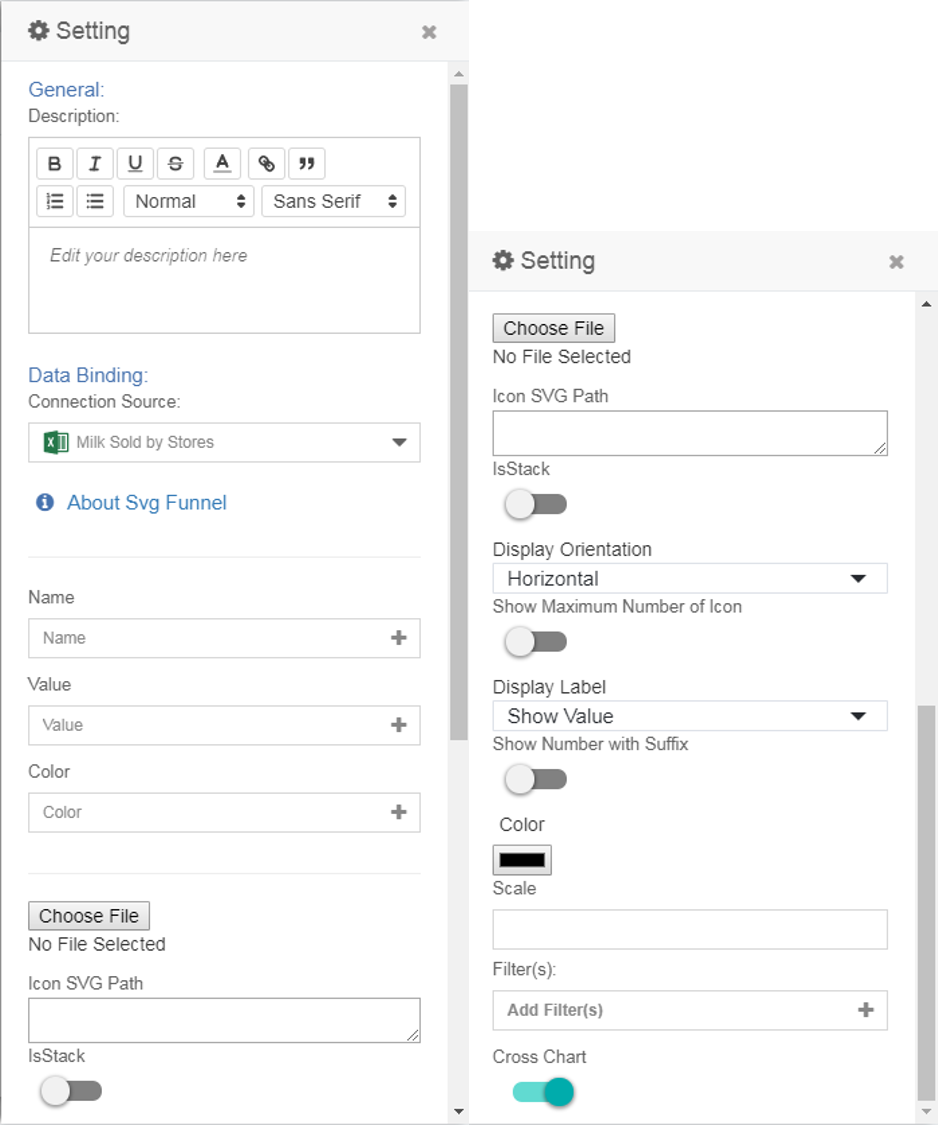 Setting
General:
Description:
B I U S A
Normal Sans Serif
Edit your description here
Data Binding:
Connection Source:
Milk Sold by Stores
About Svg Funnel
Name
Name
Value
Value
Color
Color
Choose File
No File Selected
Icon SVG Path
IsStack
Setting
Choose File
No File Selected
Icon SVG Path
IsStack
Display Orientation
Horizontal
Show Maximum Number of Icon
Display Label
Show Value
Show Number with Suffix
Color
Scale
Filter(s):
Add Filter(s)
Cross Chart